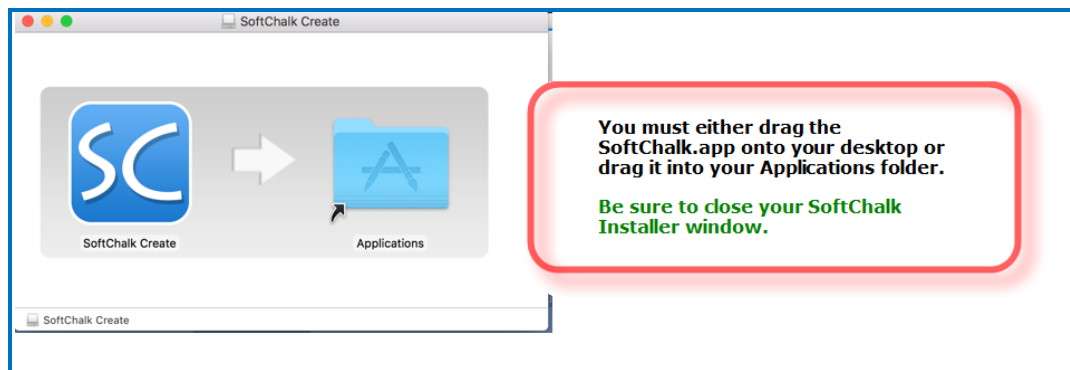 SoftChalk Create
SC
SoftChalk Create
Applications
SoftChalk Create
You must either drag the
SoftChalk.app onto your desktop or
drag it into your Applications folder.
Be sure to close your SoftChalk
Installer window.